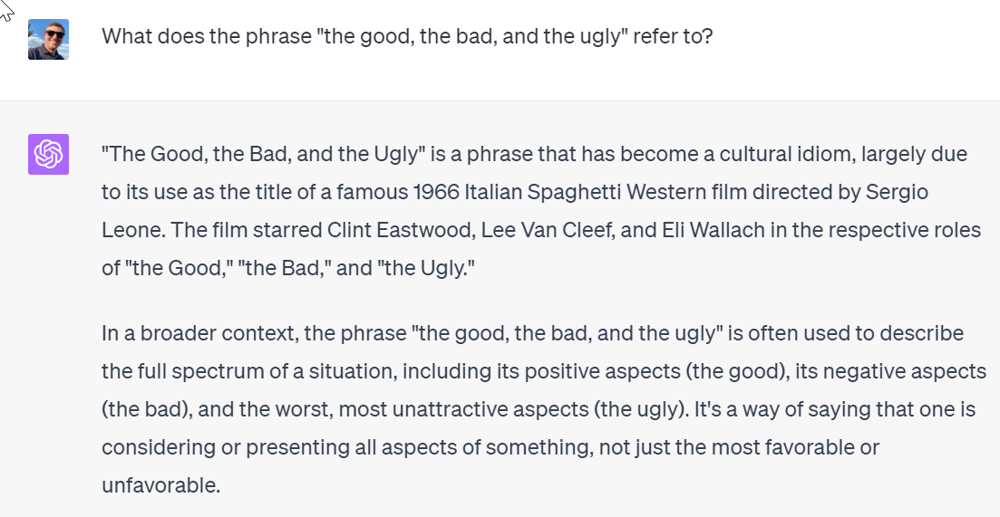 What does the phrase "the good, the bad, and the ugly" refer to?
"The Good, the Bad, and the Ugly" is a phrase that has become a cultural idiom, largely due
to its use as the title of a famous 1966 Italian Spaghetti Western film directed by Sergio
Leone. The film starred Clint Eastwood, Lee Van Cleef, and Eli Wallach in the respective roles
of "the Good," "the Bad," and "the Ugly."
In a broader context, the phrase "the good, the bad, and the ugly" is often used to describe
the full spectrum of a situation, including its positive aspects (the good), its negative aspects
(the bad), and the worst, most unattractive aspects (the ugly). It's a way of saying that one is
considering or presenting all aspects of something, not just the most favorable or
unfavorable.